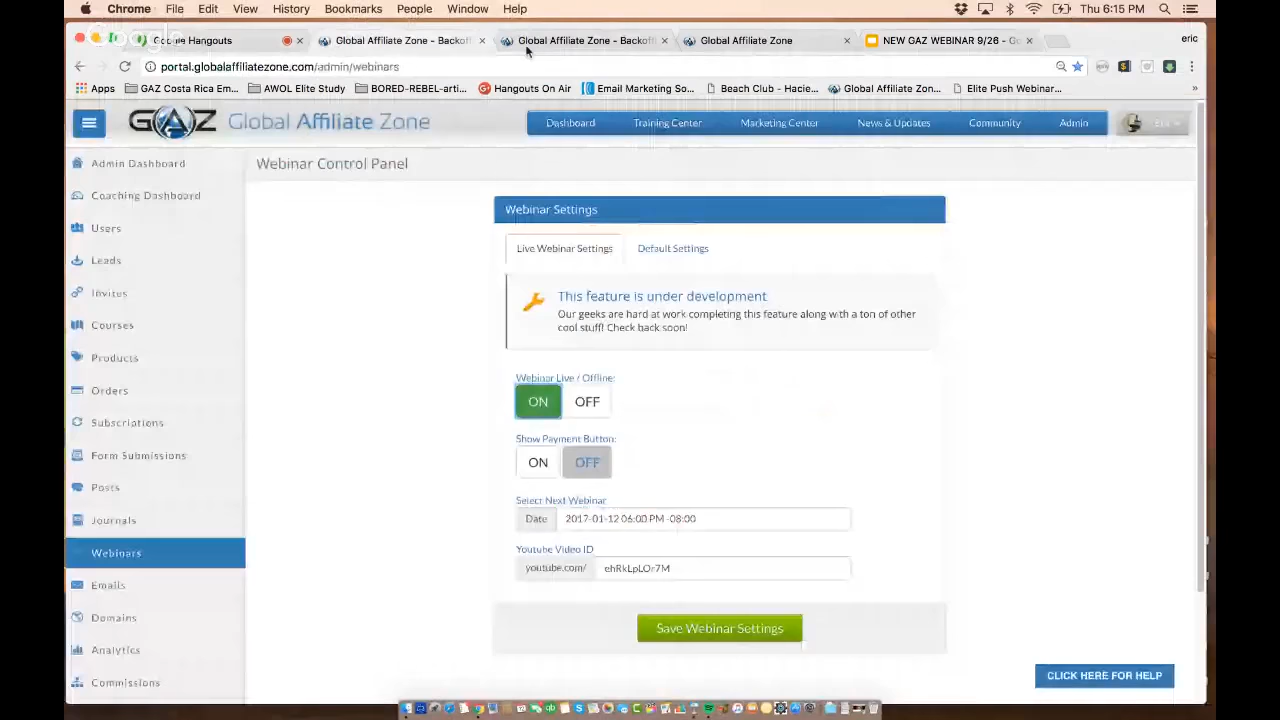 Chrome File Edit View History Bookmarks People Window Help Thu 6:15 PM
Hangouts × Global Affiliate Zone - Backoff × Global Affiliate Zone - Backoff × Global Affiliate Zone × NEW GAZ WEBINAR 9/26 - Go × eric
portal.globalaffiliatezone.com/admin/webinars
Apps GAZ Costa Rica Em... AWOL Elite Study BORED-REBEL-arti... Hangouts On Air Email Marketing So... Beach Club - Hacie... Global Affiliate Zon... Elite Push Webinar... »
GAZ Global Affiliate Zone Dashboard Training Center Marketing Center News & Updates Community Admin
Admin Dashboard
Webinar Control Panel
Coaching Dashboard
Users
Leads
Invites
Courses
Products
Orders
Subscriptions
Form Submissions
Posts
Journals
Webinars
Emails
Domains
Analytics
Commissions
Webinar Settings
Live Webinar Settings Default Settings
This feature is under development
Our geeks are hard at work completing this feature along with a ton of other
cool stuff! Check back soon!
Webinar Live / Offline:
ON OFF
Show Payment Button:
ON OFF
Select Next Webinar
Date 2017-01-12 06:00 PM -08:00
Youtube Video ID
youtube.com/ ehRkLpLOr7M
Save Webinar Settings
CLICK HERE FOR HELP